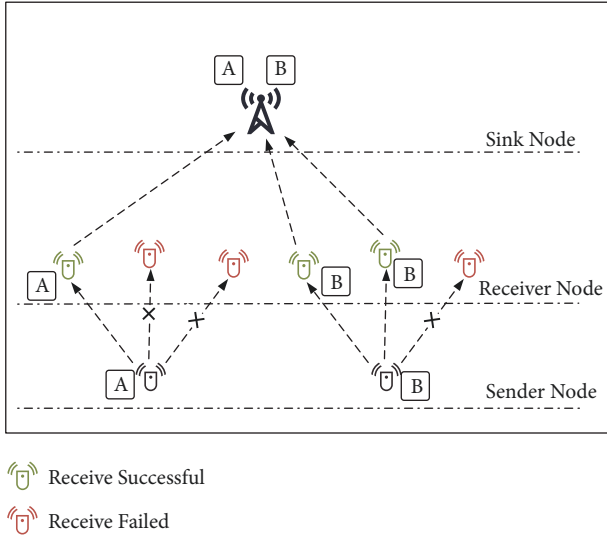 A B
Sink Node
A
B
B
Receiver Node
A
B
Sender Node
Receive Successful
Receive Failed